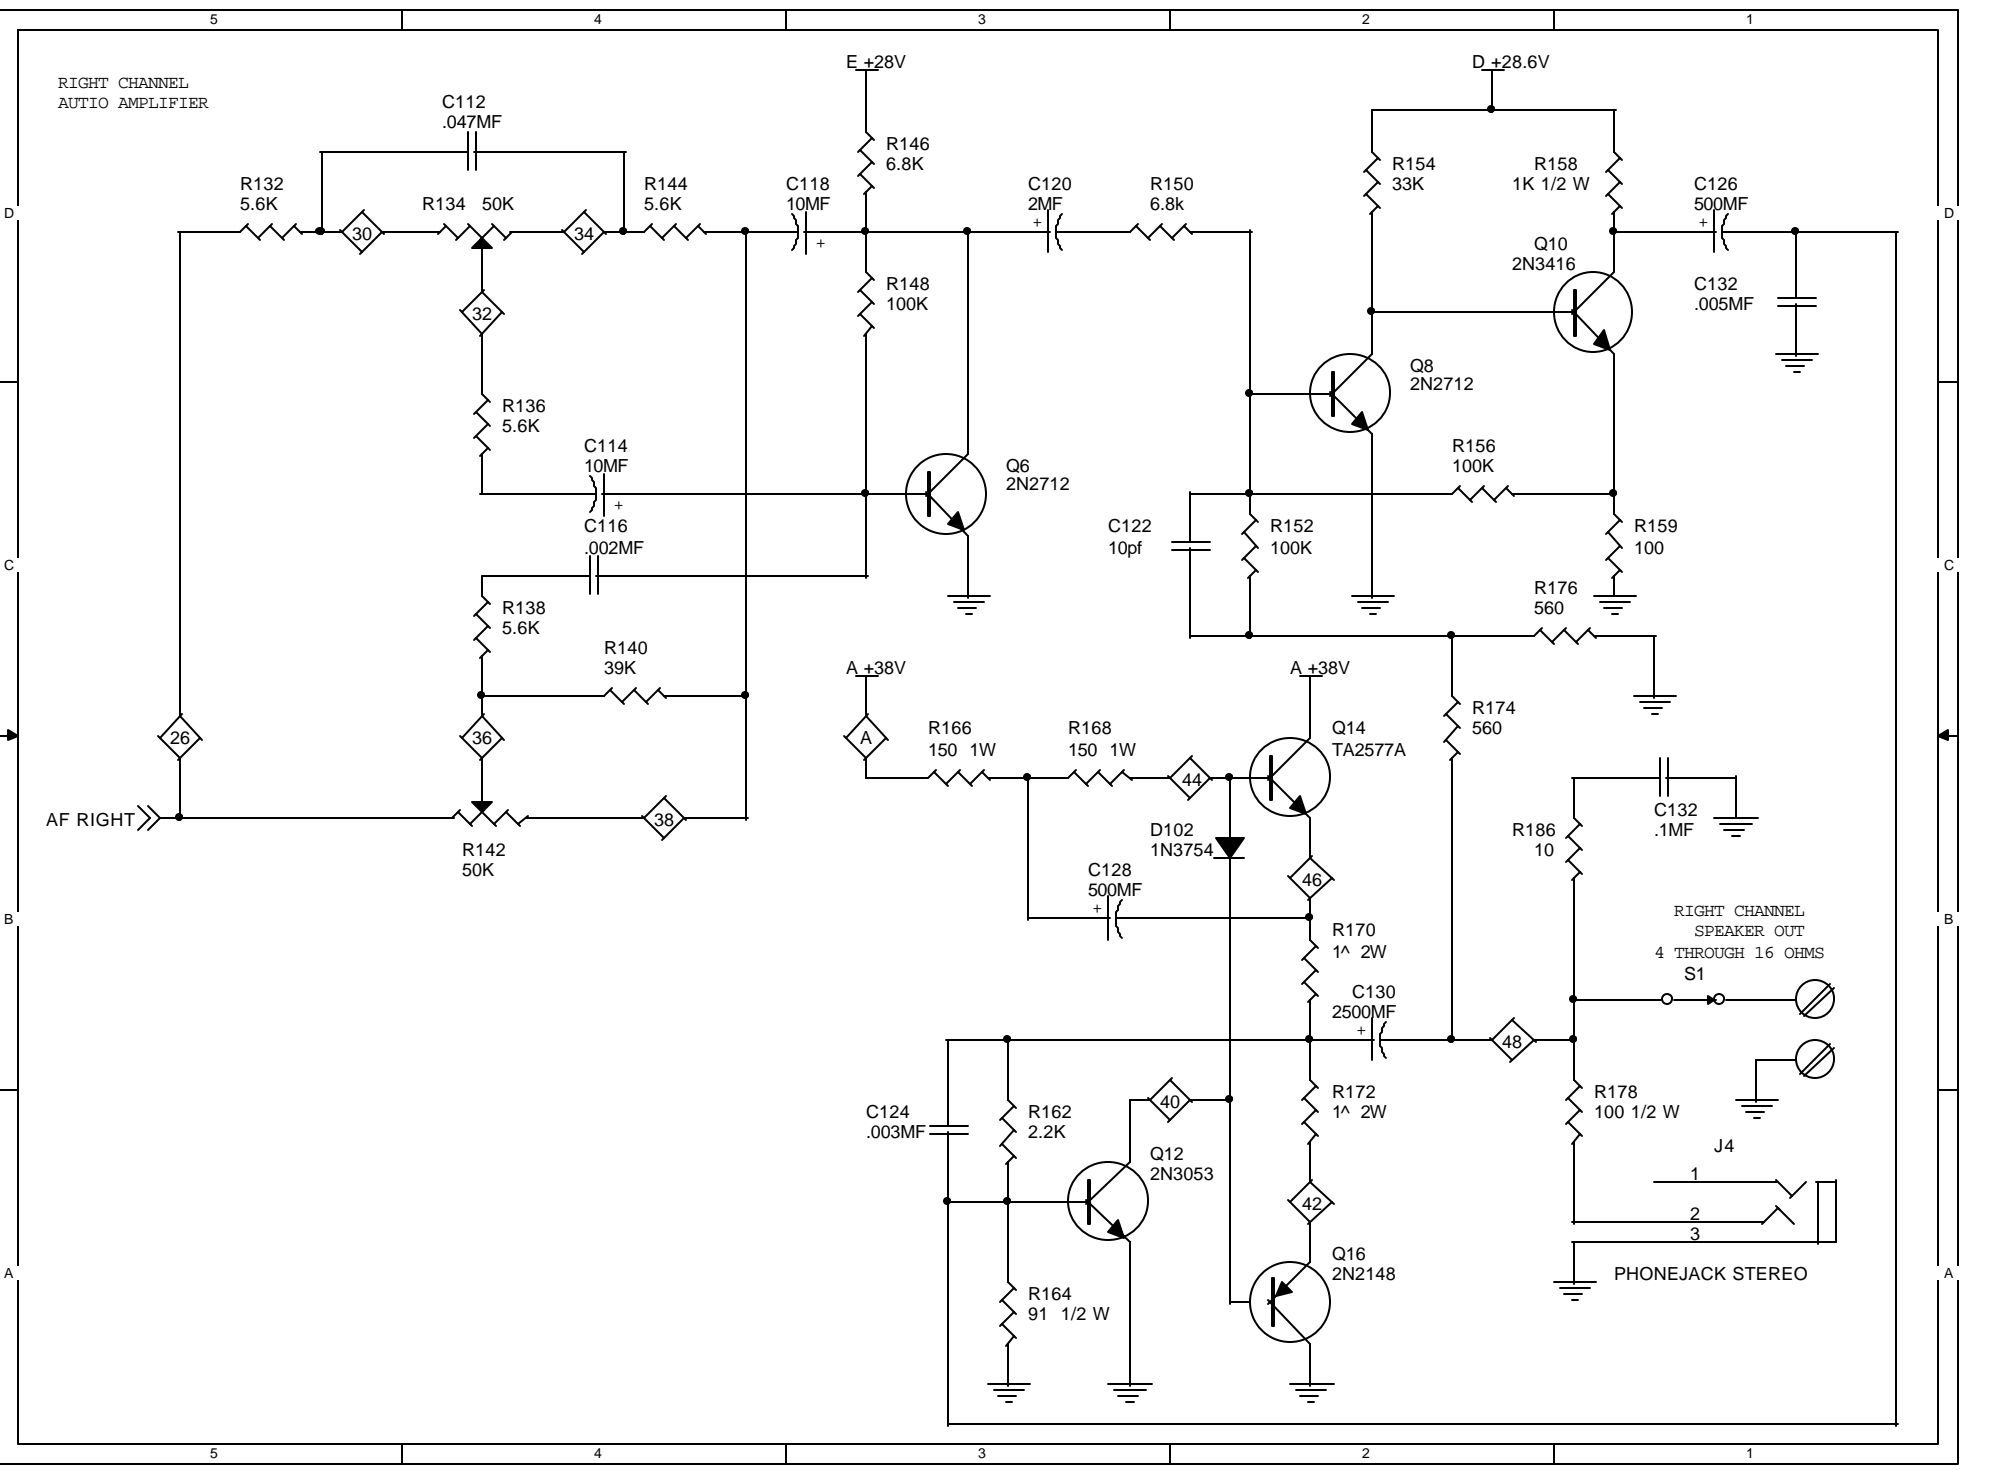 5 4 3 2 1
RIGHT CHANNEL
AUTIO AMPLIFIER
E +28V
D +28.6V
C112
.047MF
R146
6.8K
R154
33K
R158
1K 1/2 W
R132
5.6K
R134 50K
R144
5.6K
C118
10MF
+
C120
2MF
+
R150
6.8k
C126
500MF
+
D
D
30
34
Q10
2N3416
R148
100K
C132
.005MF
32
Q8
2N2712
R136
5.6K
C114
10MF
+
R156
100K
Q6
2N2712
C116
.002MF
C122
10pf
R152
100K
R159
100
C
C
R176
560
R138
5.6K
R140
39K
A +38V
A +38V
R174
560
26
36
A
R166
150 1W
R168
150 1W
Q14
TA2577A
44
AF RIGHT
38
R142
50K
D102
1N3754
C132
.1MF
R186
10
C128
500MF
+
46
B
B
RIGHT CHANNEL
SPEAKER OUT
4 THROUGH 16 OHMS
S1
R170
1^ 2W
C130
2500MF
+
48
C124
.003MF
R162
2.2K
40
R172
1^ 2W
R178
100 1/2 W
Q12
2N3053
J4
1
2
3
42
Q16
2N2148
PHONEJACK STEREO
A
A
R164
91 1/2 W
5 4 3 2 1